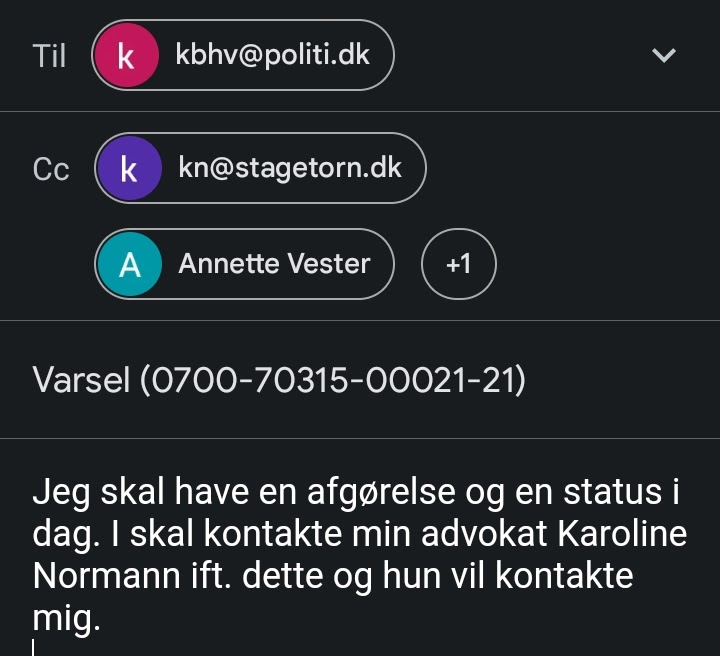 Til k kbhv@politi.dk
Cc k kn@stagetorn.dk
A Annette Vester +1
Varsel (0700-70315-00021-21)
Jeg skal have en afgørelse og en status i
dag. I skal kontakte min advokat Karoline
Normann ift. dette og hun vil kontakte
mig.